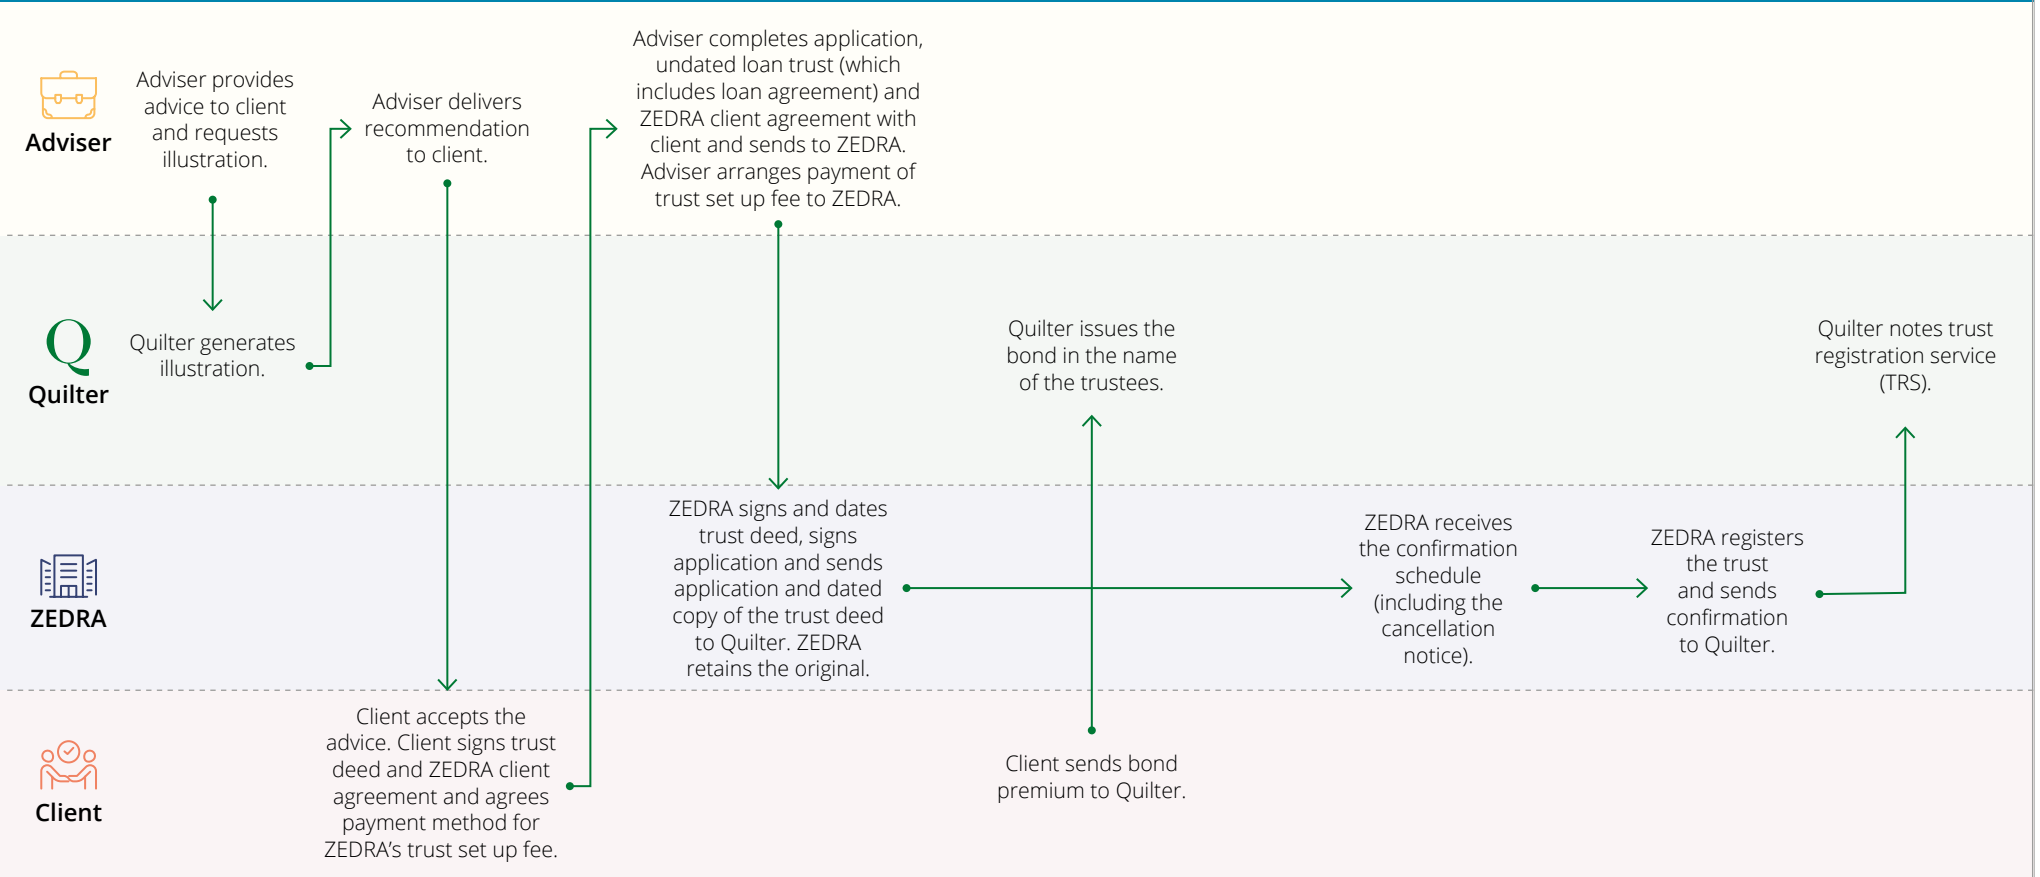 Adviser
Adviser provides
advice to client
and requests
illustration.
Adviser delivers
recommendation
to client.
Adviser completes application,
undated loan trust (which
includes loan agreement) and
ZEDRA client agreement with
client and sends to ZEDRA.
Adviser arranges payment of
trust set up fee to ZEDRA.
Q
Quilter
Quilter generates
illustration.
Quilter issues the
bond in the name
of the trustees.
Quilter notes trust
registration service
(TRS).
ZEDRA
ZEDRA signs and dates
trust deed, signs
application and sends
application and dated
copy of the trust deed
to Quilter. ZEDRA
retains the original.
ZEDRA receives
the confirmation
schedule
(including the
cancellation
notice).
ZEDRA registers
the trust
and sends
confirmation
to Quilter.
Client
Client accepts the
advice. Client signs trust
deed and ZEDRA client
agreement and agrees
payment method for
ZEDRA’s trust set up fee.
Client sends bond
premium to Quilter.